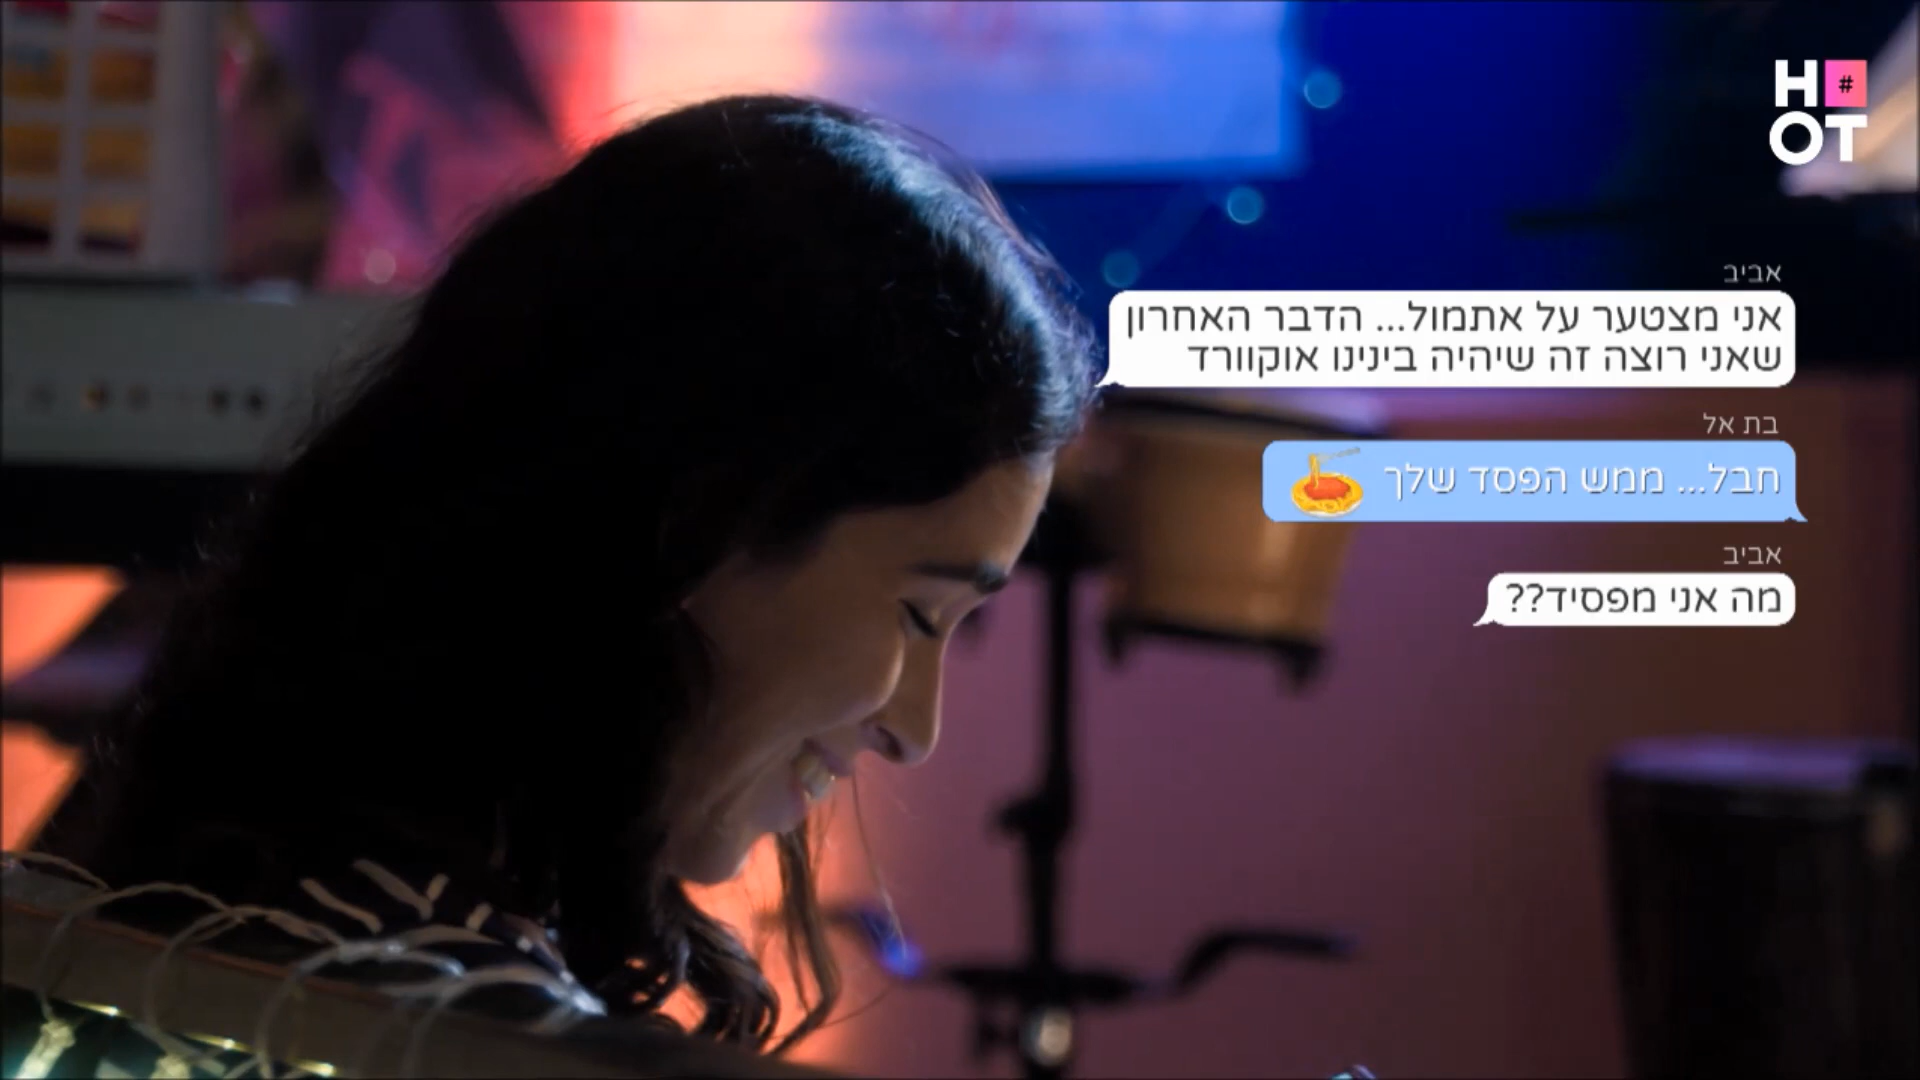 H#
OT
אביב
אני מצטער על אתמול... הדבר האחרון
שאני רוצה זה שיהיה בינינו אוקוורד
בת אל
חבל... ממש הפסד שלך 🍝
אביב
מה אני מפסיד??